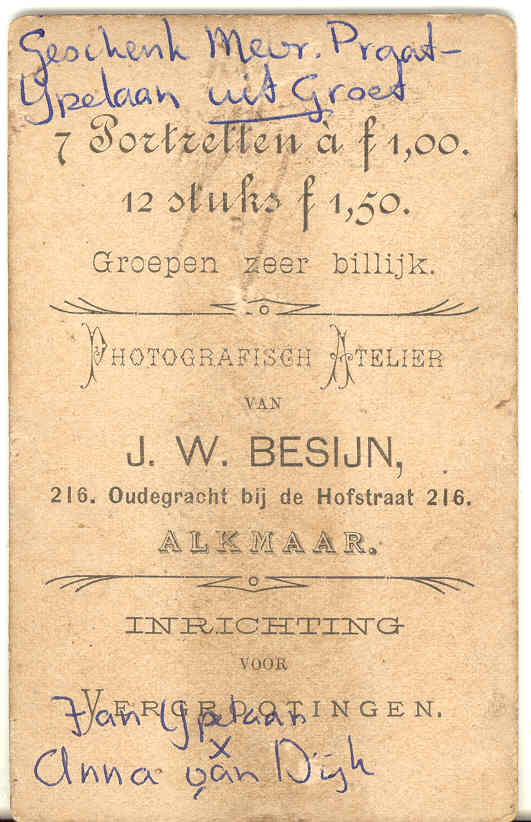 Geschenk Mevr. Praat-
Ypelaan uit Groet
7 Portretten à f 1,00.
12 stuks f 1,50.
Groepen zeer billijk.
PHOTOGRAFISCH ATELIER
VAN
J. W. BESIJN,
216. Oudegracht bij de Hofstraat 216.
ALKMAAR.
INRICHTING
VOOR
VERGROOTINGEN.
Jan Ypelaan
x
Anna van Dijk